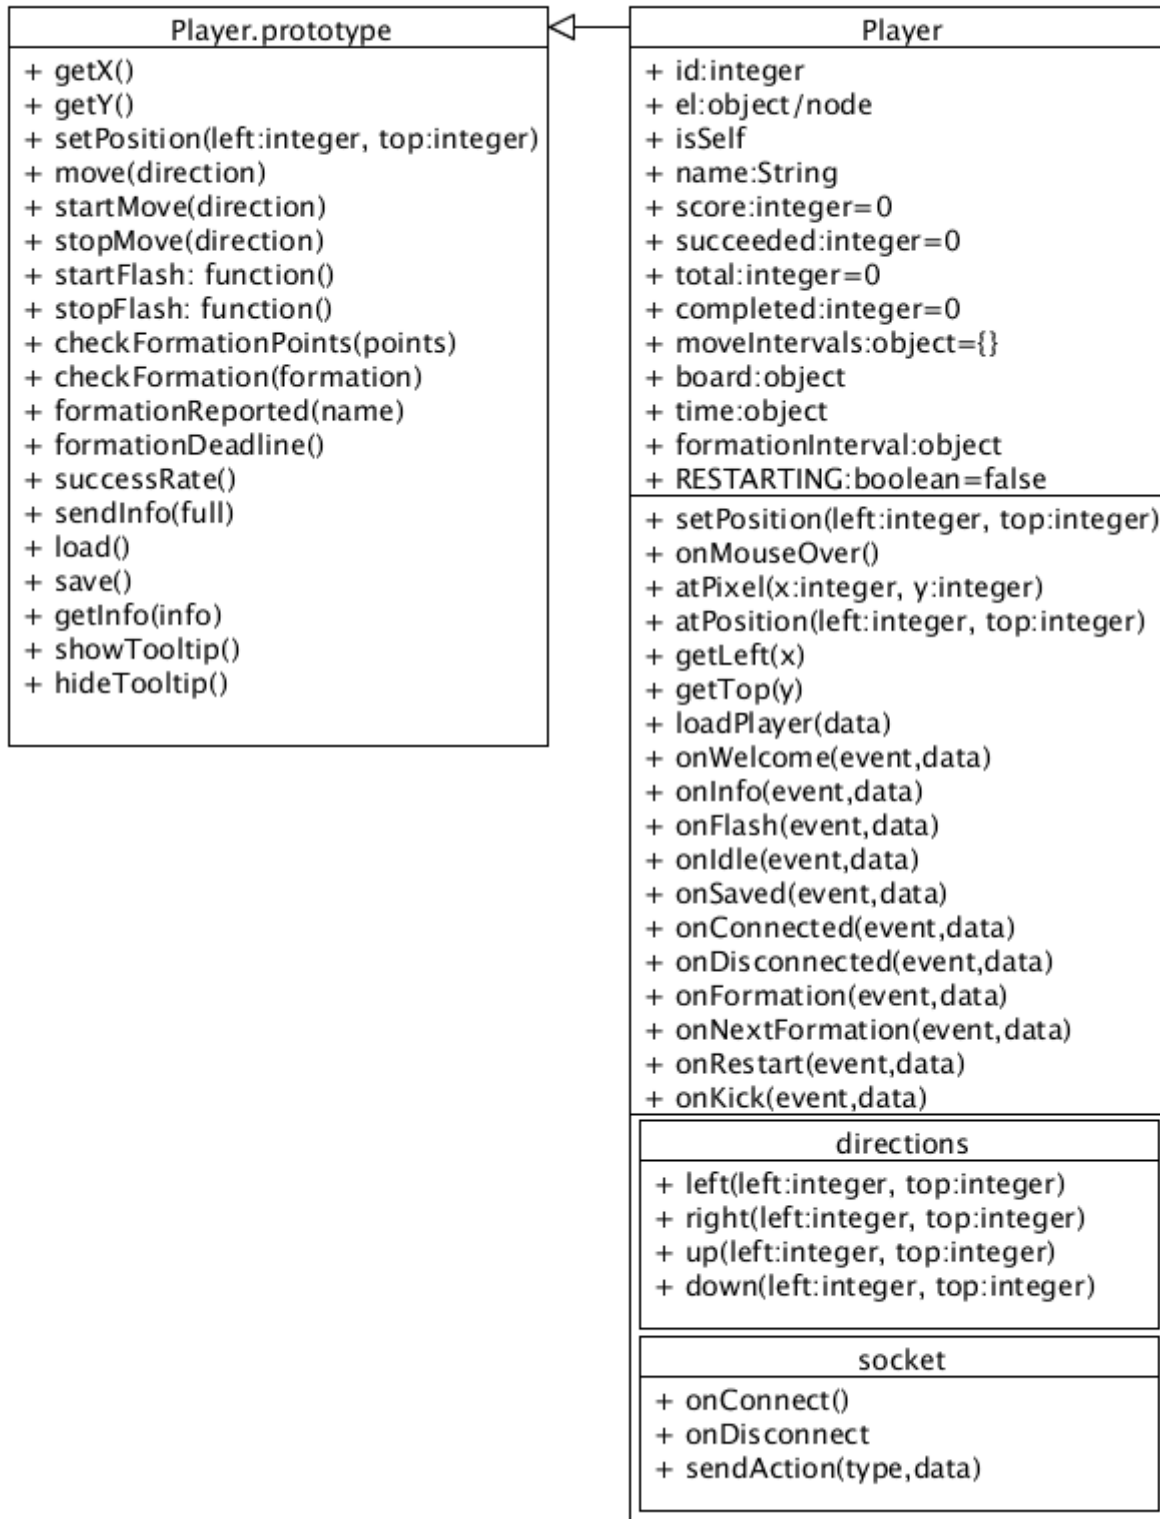 Player.prototype
+ getX()
+ getY()
+ setPosition(left:integer, top:integer)
+ move(direction)
+ startMove(direction)
+ stopMove(direction)
+ startFlash: function()
+ stopFlash: function()
+ checkFormationPoints(points)
+ checkFormation(formation)
+ formationReported(name)
+ formationDeadline()
+ successRate()
+ sendInfo(full)
+ load()
+ save()
+ getInfo(info)
+ showTooltip()
+ hideTooltip()
Player
+ id:integer
+ el:object/node
+ isSelf
+ name:String
+ score:integer=0
+ succeeded:integer=0
+ total:integer=0
+ completed:integer=0
+ moveIntervals:object={}
+ board:object
+ time:object
+ formationInterval:object
+ RESTARTING:boolean=false
+ setPosition(left:integer, top:integer)
+ onMouseOver()
+ atPixel(x:integer, y:integer)
+ atPosition(left:integer, top:integer)
+ getLeft(x)
+ getTop(y)
+ loadPlayer(data)
+ onWelcome(event,data)
+ onInfo(event,data)
+ onFlash(event,data)
+ onIdle(event,data)
+ onSaved(event,data)
+ onConnected(event,data)
+ onDisconnected(event,data)
+ onFormation(event,data)
+ onNextFormation(event,data)
+ onRestart(event,data)
+ onKick(event,data)
directions
+ left(left:integer, top:integer)
+ right(left:integer, top:integer)
+ up(left:integer, top:integer)
+ down(left:integer, top:integer)
socket
+ onConnect()
+ onDisconnect
+ sendAction(type,data)